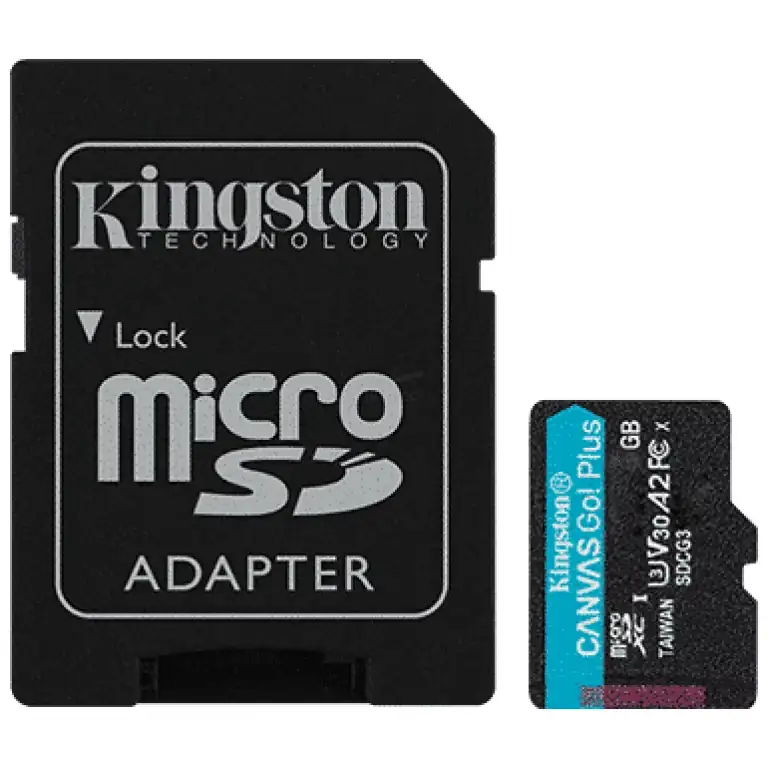 Kingston
TECHNOLOGY
Lock
micro
SD
ADAPTER
Kingston®
CANVAS Go! Plus
GB
micro
SD
XC I U3 V30 A2 FC X
TAIWAN SDCG3